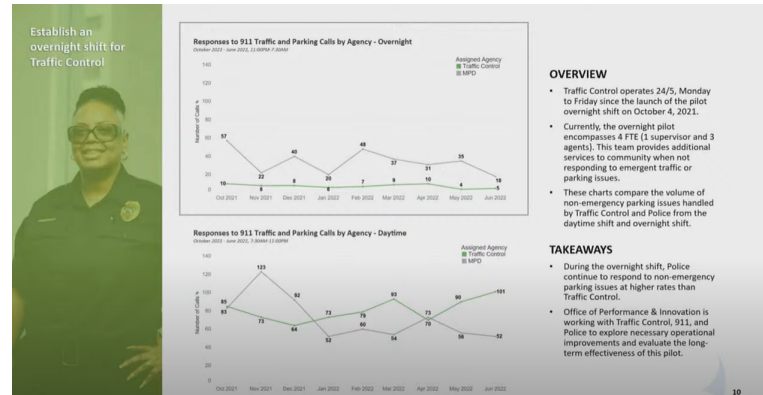 Establish an
overnight shift for
Traffic Control
Responses to 911 Traffic and Parking Calls by Agency - Overnight
October 2021 - June 2022, 11:00PM-7:30AM
Assigned Agency
Traffic Control
MPD
Number of Calls
140
120
100
80
60
40
20
0
57
22
40
20
48
37
31
35
10
10
8
7
9
10
4
5
Oct 2021 Nov 2021 Dec 2021 Jan 2022 Feb 2022 Mar 2022 Apr 2022 May 2022 Jun 2022
Responses to 911 Traffic and Parking Calls by Agency - Daytime
October 2021 - June 2022, 7:30AM-11:00PM
Assigned Agency
Traffic Control
MPD
Number of Calls
140
120
100
80
60
40
20
0
85
83
123
73
92
64
73
52
79
60
93
54
73
70
90
56
101
52
Oct 2021 Nov 2021 Dec 2021 Jan 2022 Feb 2022 Mar 2022 Apr 2022 May 2022 Jun 2022
OVERVIEW
• Traffic Control operates 24/5, Monday
to Friday since the launch of the pilot
overnight shift on October 4, 2021.
• Currently, the overnight pilot
encompasses 4 FTE (1 supervisor and 3
agents). This team provides additional
services to community when not
responding to emergent traffic or
parking issues.
• These charts compare the volume of
non-emergency parking issues handled
by Traffic Control and Police from the
daytime shift and overnight shift.
TAKEAWAYS
• During the overnight shift, Police
continue to respond to non-emergency
parking issues at higher rates than
Traffic Control.
• Office of Performance & Innovation is
working with Traffic Control, 911, and
Police to explore necessary operational
improvements and evaluate the long-
term effectiveness of this pilot.
10